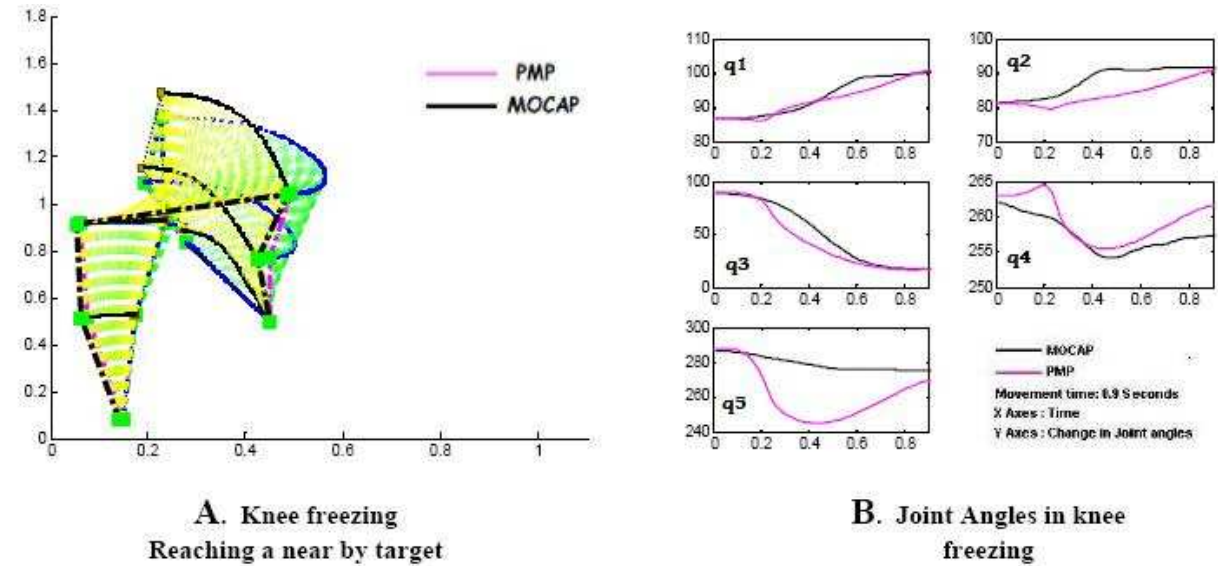 1.8
1.6
1.4
1.2
1
0.8
0.6
0.4
0.2
0
0 0.2 0.4 0.6 0.8 1
PMP
MOCAP
A. Knee freezing
Reaching a near by target
110
100
90
80
q1
0 0.2 0.4 0.6 0.8
100
90
80
70
q2
0 0.2 0.4 0.6 0.8
100
50
0
q3
0 0.2 0.4 0.6 0.8
265
260
255
250
q4
0 0.2 0.4 0.6 0.8
300
280
260
240
q5
0 0.2 0.4 0.6 0.8
MOCAP
PMP
Movement time: 0.9 Seconds
X Axes : Time
Y Axes : Change in Joint angles
B. Joint Angles in knee
freezing